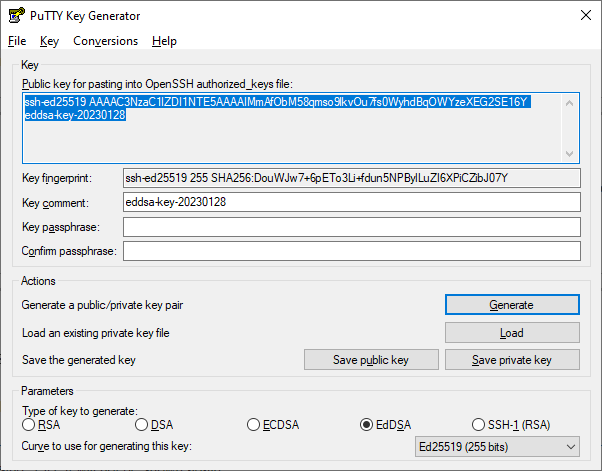 PuTTY Key Generator
File Key Conversions Help
Key
Public key for pasting into OpenSSH authorized_keys file:
ssh-ed25519 AAAAC3NzaC1lZDI1NTE5AAAAIMmAfObM58qmso9lkvOu7fs0WyhdBqOWYzeXEG2SE16Y
eddsa-key-20230128
Key fingerprint:
ssh-ed25519 255 SHA256:DouWJw7+6pETo3Li+fdun5NPBylLuZl6XPiCZibJ07Y
Key comment:
eddsa-key-20230128
Key passphrase:
Confirm passphrase:
Actions
Generate a public/private key pair
Generate
Load an existing private key file
Load
Save the generated key
Save public key
Save private key
Parameters
Type of key to generate:
RSA DSA ECDSA EdDSA SSH-1 (RSA)
Curve to use for generating this key:
Ed25519 (255 bits)